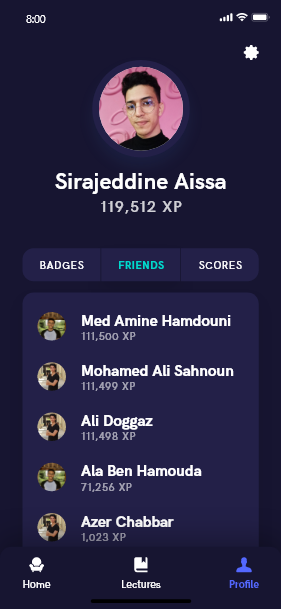 8:00
Sirajeddine Aissa
119,512 XP
BADGES FRIENDS SCORES
Med Amine Hamdouni
111,500 XP
Mohamed Ali Sahnoun
111,499 XP
Ali Doggaz
111,498 XP
Ala Ben Hamouda
71,256 XP
Azer Chabbar
1,023 XP
Home Lectures Profile